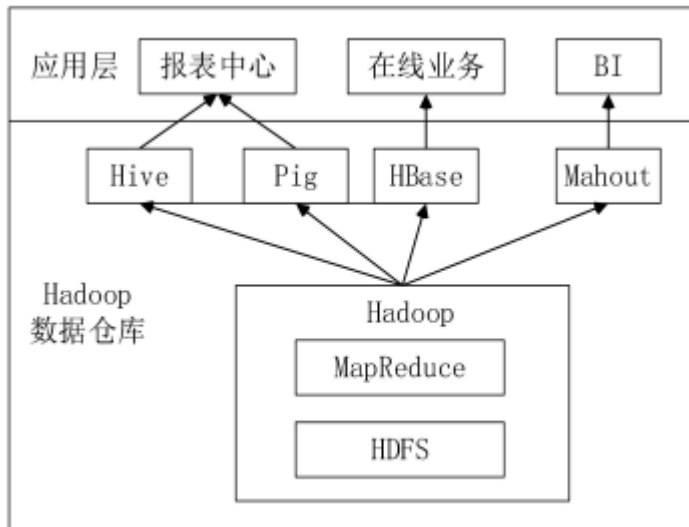 应用层
报表中心
在线业务
BI
Hive
Pig
HBase
Mahout
Hadoop
数据仓库
Hadoop
MapReduce
HDFS